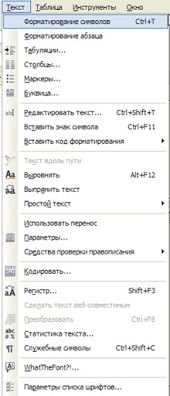 Текст Таблица Инструменты Окно
Форматирование символов Ctrl+T
Форматирование абзаца
Табуляции...
Столбцы...
Маркеры...
Буквица...
Редактировать текст... Ctrl+Shift+T
Вставить знак символа Ctrl+F11
Вставить код форматирования
Текст вдоль пути
Выровнять Alt+F12
Выпрямить текст
Простой текст
Использовать перенос
Параметры...
Средства проверки правописания
Кодировать...
Регистр... Shift+F3
Сделать текст веб-совместимым
Преобразовать Ctrl+F8
Статистика текста...
Служебные символы Ctrl+Shift+C
WhatTheFont?!...
Параметры списка шрифтов...